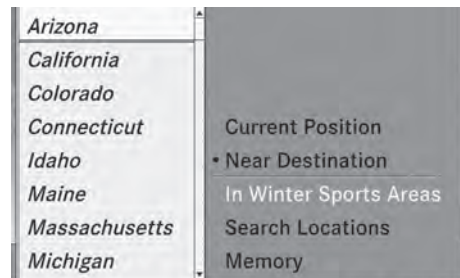 Arizona
California
Colorado
Connecticut
Idaho
Maine
Massachusetts
Michigan
Current Position
• Near Destination
In Winter Sports Areas
Search Locations
Memory